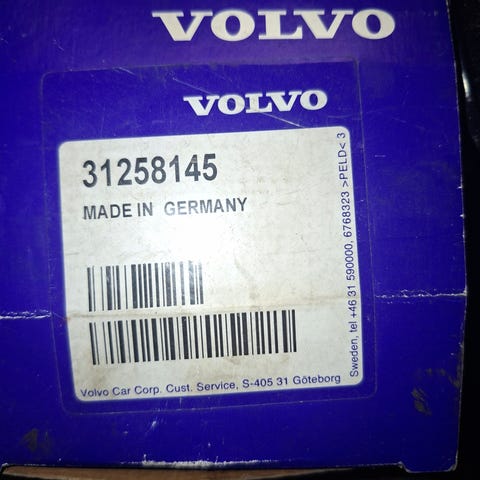 VOLVO
VOLVO
31258145
MADE IN GERMANY
Volvo Car Corp. Cust. Service, S-405 31 Göteborg
Sweden, tel +46 31 590000, 6768323 >PELD< 3